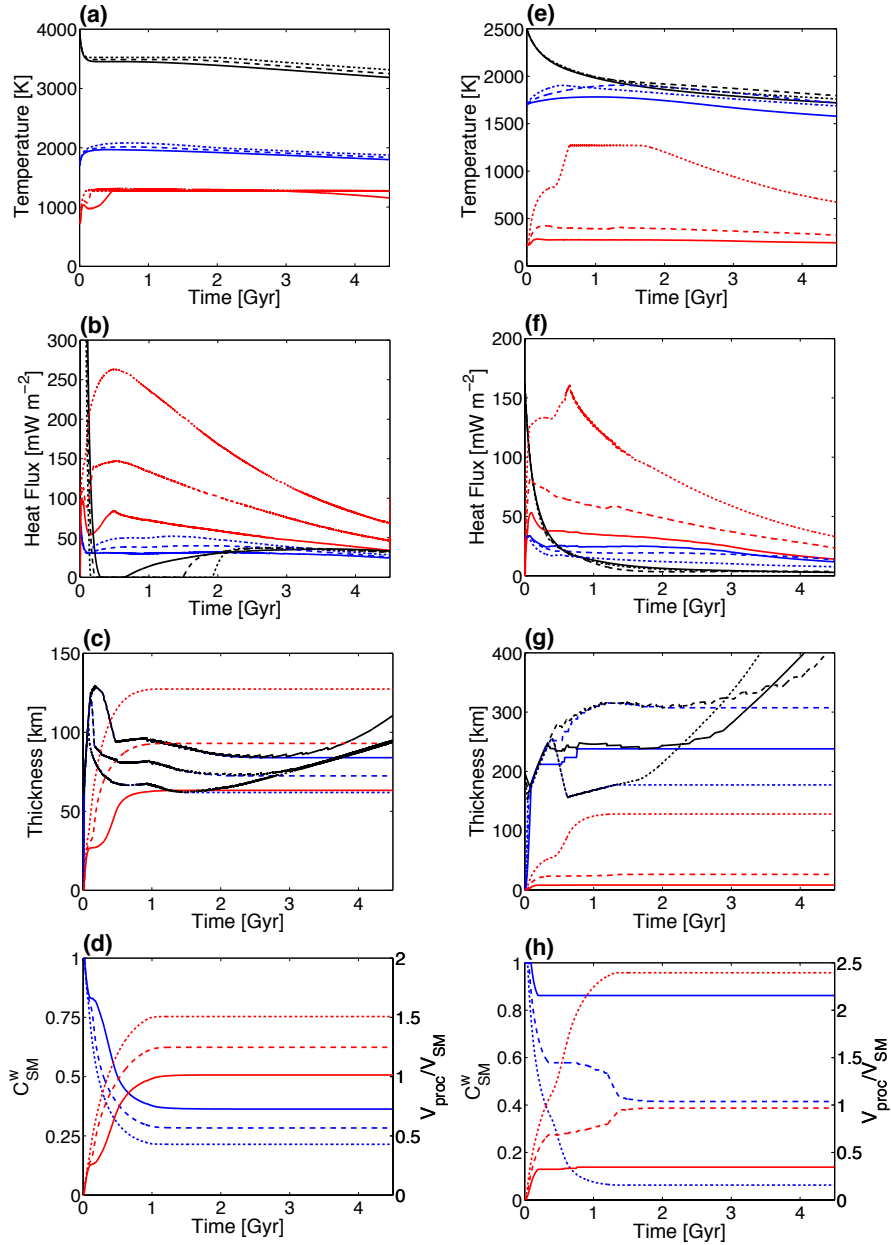 (a)
Temperature [K]
4000
3000
2000
1000
0
0 1 2 3 4
Time [Gyr]
(b)
Heat Flux [mW m−2]
300
250
200
150
100
50
0
0 1 2 3 4
Time [Gyr]
(c)
Thickness [km]
150
100
50
0
0 1 2 3 4
Time [Gyr]
(d)
C^w_SM
1
0.75
0.5
0.25
0
0 1 2 3 4
Time [Gyr]
2
1.5
1
0.5
0
V_proc/V_SM
(e)
Temperature [K]
2500
2000
1500
1000
500
0
0 1 2 3 4
Time [Gyr]
(f)
Heat Flux [mW m−2]
200
150
100
50
0
0 1 2 3 4
Time [Gyr]
(g)
Thickness [km]
400
300
200
100
0
0 1 2 3 4
Time [Gyr]
(h)
C^w_SM
1
0.8
0.6
0.4
0.2
0
0 1 2 3 4
Time [Gyr]
2.5
2
1.5
1
0.5
0
V_proc/V_SM